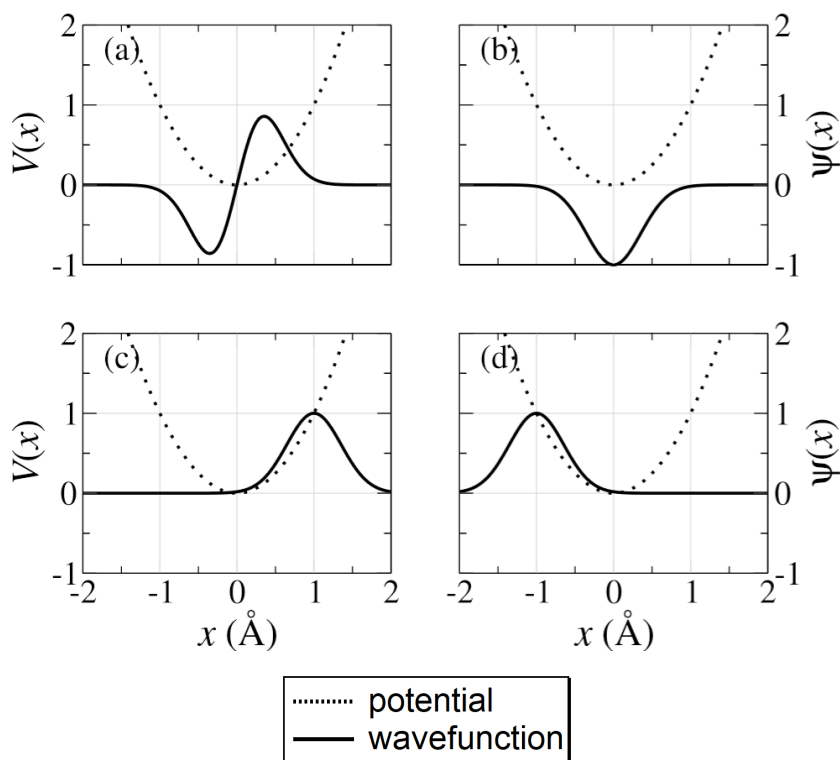 2 (a) (b) 2
V(x) 1 1 ψ(x)
0 0
-1 -1
2 (c) (d) 2
V(x) 1 1 ψ(x)
0 0
-1 -1
-2 -1 0 1 2 -2 -1 0 1 2
x (Å) x (Å)
potential
wavefunction